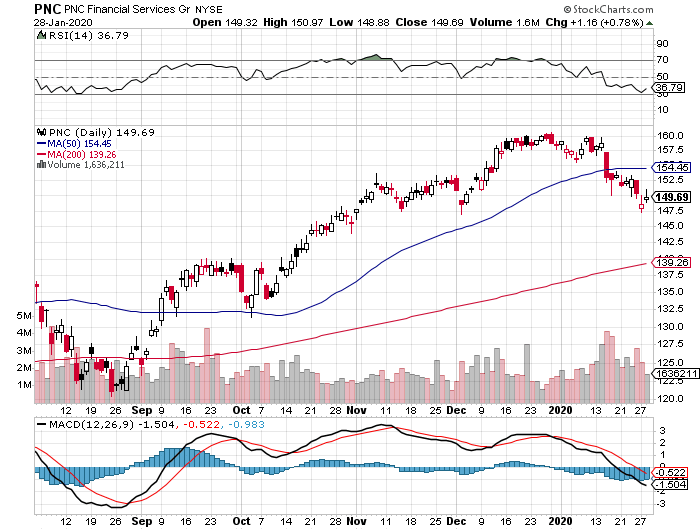 PNC PNC Financial Services Gr NYSE © StockCharts.com
28-Jan-2020 Open 149.32 High 150.97 Low 148.88 Close 149.69 Volume 1.6M Chg +1.16 (+0.78%)
RSI(14) 36.79
90
70
50
36.79
30
10
PNC (Daily) 149.69
MA(50) 154.45
MA(200) 139.26
Volume 1,636,211
160.0
157.5
154.45
152.5
149.69
147.5
145.0
142.5
139.26
137.5
135.0
132.5
130.0
127.5
125.0
122.5
120.0
5M
4M
3M
2M
1M
1636211
12 19 26 Sep 9 16 23 Oct 7 14 21 28 Nov 11 18 25 Dec 9 16 23 2020 13 21 27
MACD(12,26,9) -1.504, -0.522, -0.983
3
2
1
0
-0.522
-1.504
-2
-3
12 19 26 Sep 9 16 23 Oct 7 14 21 28 Nov 11 18 25 Dec 9 16 23 2020 13 21 27